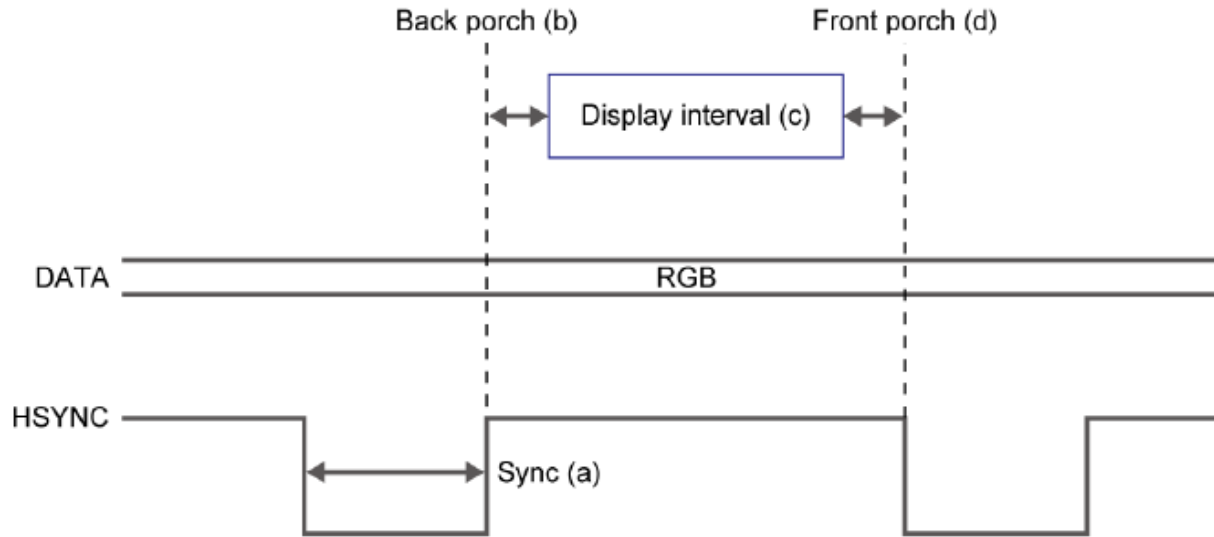 Back porch (b)
Front porch (d)
Display interval (c)
DATA
RGB
HSYNC
Sync (a)